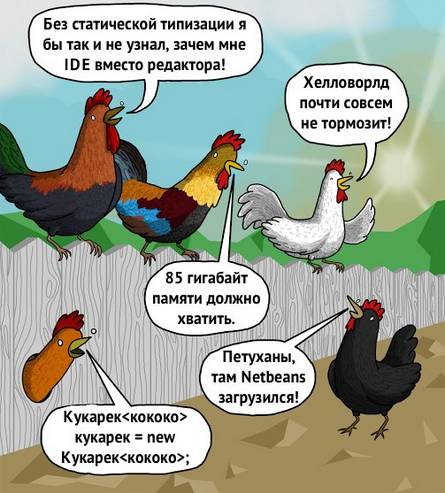 Без статической типизации я
бы так и не узнал, зачем мне
IDE вместо редактора!
Хелловорлд
почти совсем
не тормозит!
85 гигабайт
памяти должно
хватить.
Петуханы,
там Netbeans
загрузился!
Кукарек<кококо>
кукарек = new
Кукарек<кококо>;